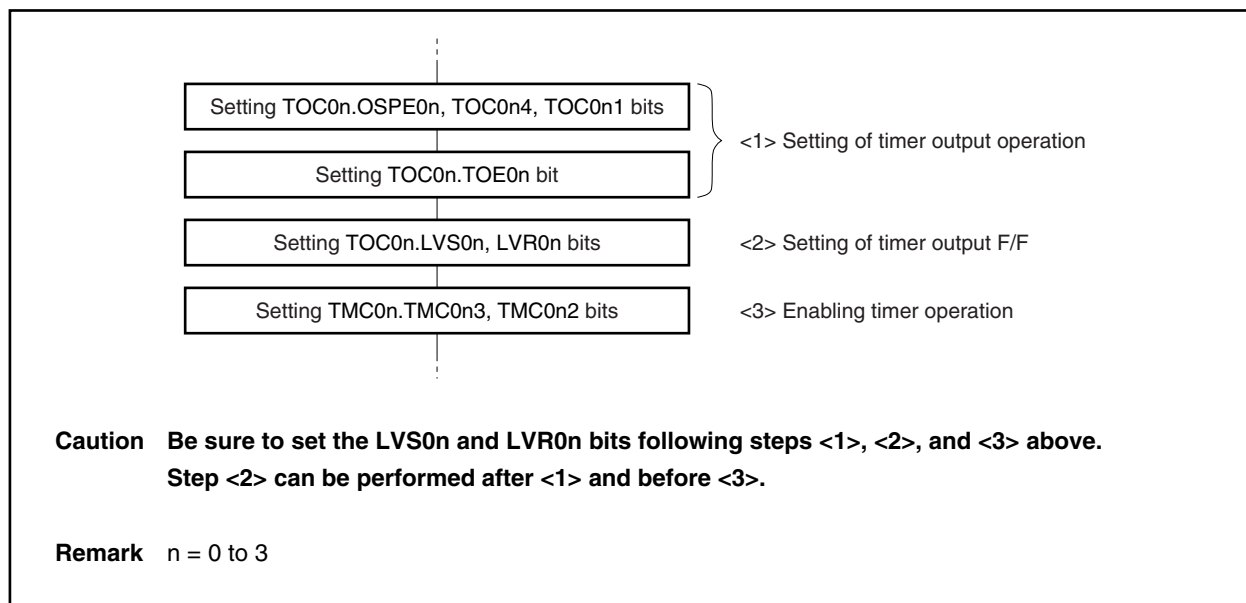 Setting TOC0n.OSPE0n, TOC0n4, TOC0n1 bits
<1> Setting of timer output operation
Setting TOC0n.TOE0n bit
Setting TOC0n.LVS0n, LVR0n bits
<2> Setting of timer output F/F
Setting TMC0n.TMC0n3, TMC0n2 bits
<3> Enabling timer operation
Caution Be sure to set the LVS0n and LVR0n bits following steps <1>, <2>, and <3> above.
Step <2> can be performed after <1> and before <3>.
Remark n = 0 to 3